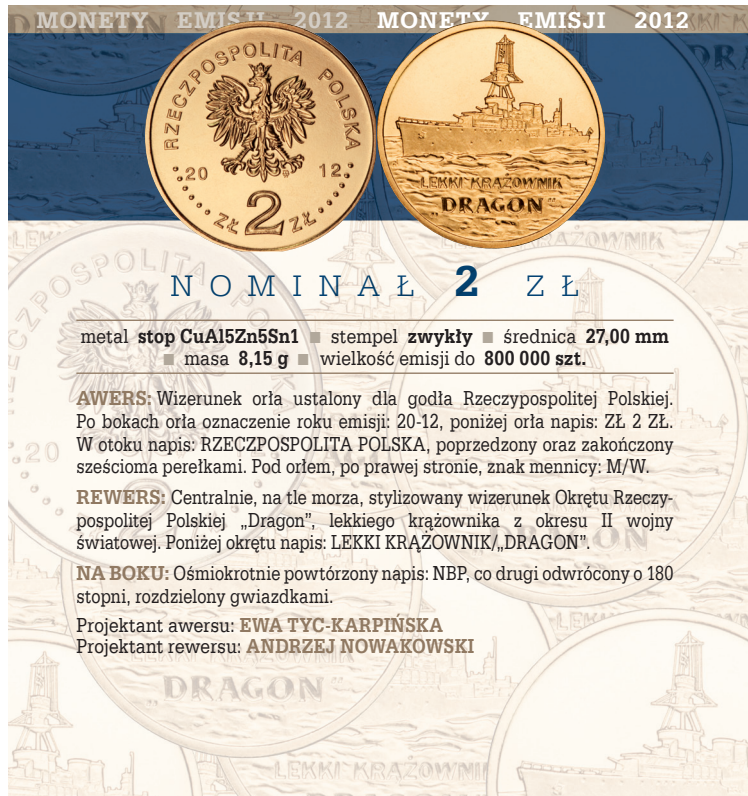 MONETY EMISJI 2012 MONETY EMISJI 2012
RZECZPOSPOLITA POLSKA
20 12
ZŁ 2 ZŁ
LEKKI KRĄŻOWNIK
„DRAGON”
NOMINAŁ 2 ZŁ
metal stop CuAl5Zn5Sn1 ■ stempel zwykły ■ średnica 27,00 mm
■ masa 8,15 g ■ wielkość emisji do 800 000 szt.
AWERS: Wizerunek orła ustalony dla godła Rzeczypospolitej Polskiej.
Po bokach orła oznaczenie roku emisji: 20-12, poniżej orła napis: ZŁ 2 ZŁ.
W otoku napis: RZECZPOSPOLITA POLSKA, poprzedzony oraz zakończony
sześcioma perełkami. Pod orłem, po prawej stronie, znak mennicy: M/W.
REWERS: Centralnie, na tle morza, stylizowany wizerunek Okrętu Rzeczy-
pospolitej Polskiej „Dragon”, lekkiego krążownika z okresu II wojny
światowej. Poniżej okrętu napis: LEKKI KRĄŻOWNIK/„DRAGON”.
NA BOKU: Ośmiokrotnie powtórzony napis: NBP, co drugi odwrócony o 180
stopni, rozdzielony gwiazdkami.
Projektant awersu: EWA TYC-KARPIŃSKA
Projektant rewersu: ANDRZEJ NOWAKOWSKI